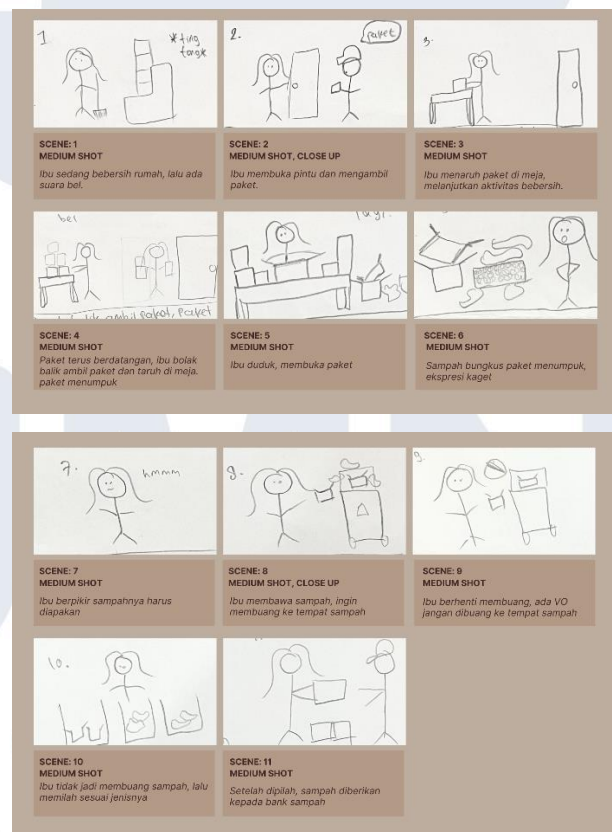 1
*ting
tongk
2.
paket
3.
SCENE: 1
MEDIUM SHOT
Ibu sedang bebersih rumah, lalu ada
suara bel.
SCENE: 2
MEDIUM SHOT, CLOSE UP
Ibu membuka pintu dan mengambil
paket.
SCENE: 3
MEDIUM SHOT
Ibu menaruh paket di meja,
melanjutkan aktivitas bebersih.
bel
ambil paket, paket
SCENE: 4
MEDIUM SHOT
Paket terus berdatangan, ibu bolak
balik ambil paket dan taruh di meja.
paket menumpuk
SCENE: 5
MEDIUM SHOT
Ibu duduk, membuka paket
SCENE: 6
MEDIUM SHOT
Sampah bungkus paket menumpuk,
ekspresi kaget
7.
hmmm
8.
9.
SCENE: 7
MEDIUM SHOT
Ibu berpikir sampahnya harus
diapakan
SCENE: 8
MEDIUM SHOT, CLOSE UP
Ibu membawa sampah, ingin
membuang ke tempat sampah
SCENE: 9
MEDIUM SHOT
Ibu berhenti membuang, ada VO
jangan dibuang ke tempat sampah
10.
SCENE: 10
MEDIUM SHOT
Ibu tidak jadi membuang sampah, lalu
memilah sesuai jenisnya
SCENE: 11
MEDIUM SHOT
Setelah dipilah, sampah diberikan
kepada bank sampah